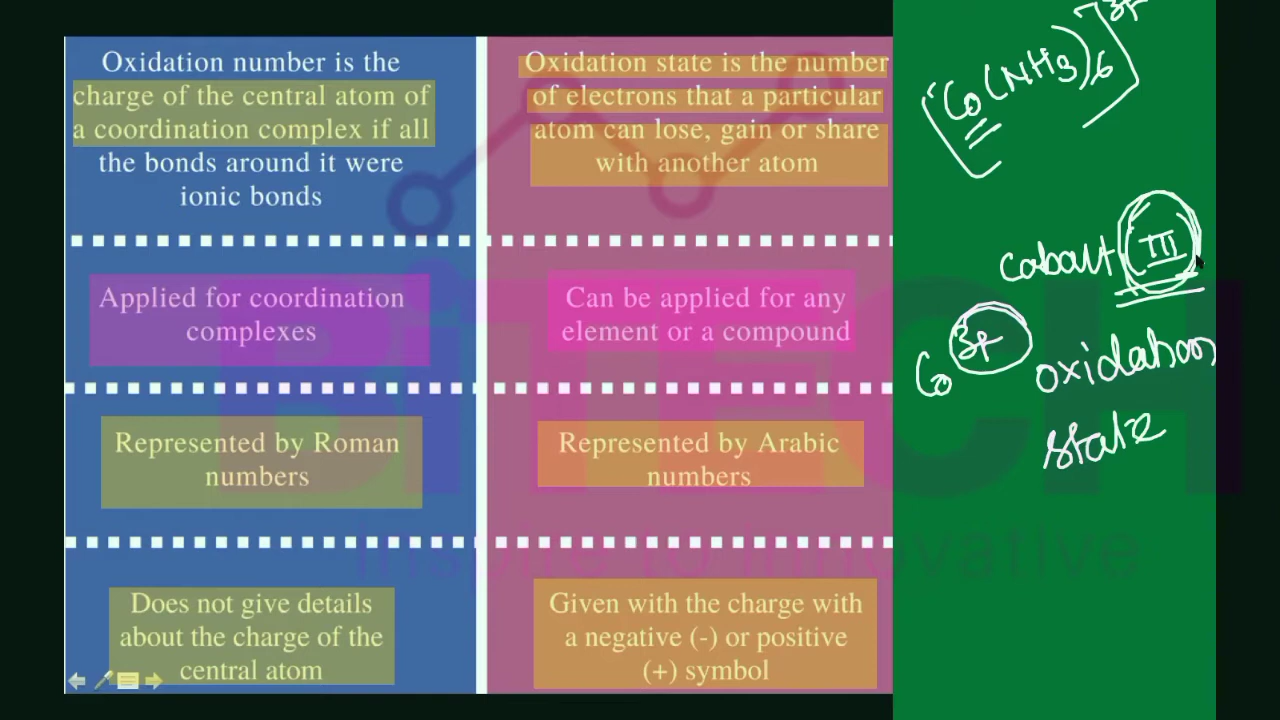 Oxidation number is the
charge of the central atom of
a coordination complex if all
the bonds around it were
ionic bonds
Applied for coordination
complexes
Represented by Roman
numbers
Does not give details
about the charge of the
central atom
Oxidation state is the number
of electrons that a particular
atom can lose, gain or share
with another atom
Can be applied for any
element or a compound
Represented by Arabic
numbers
Given with the charge with
a negative (-) or positive
(+) symbol
[Co(NH3)6]3+
cobalt (III)
Co 3+
oxidation
state
BiTECH
Inspire to Innovative